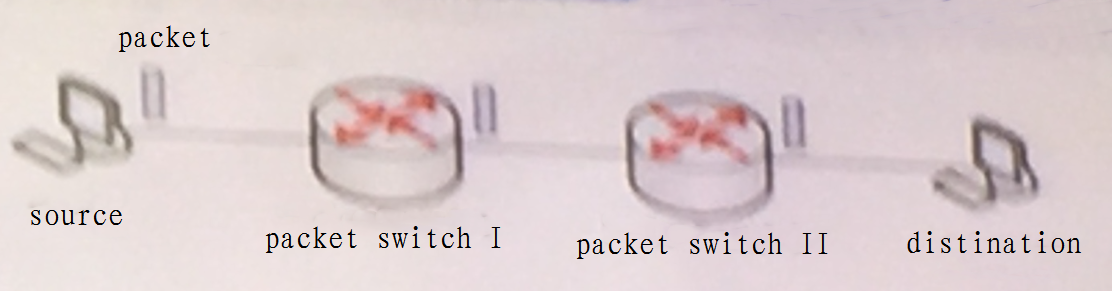 packet
source
packet switch I
packet switch II
distination